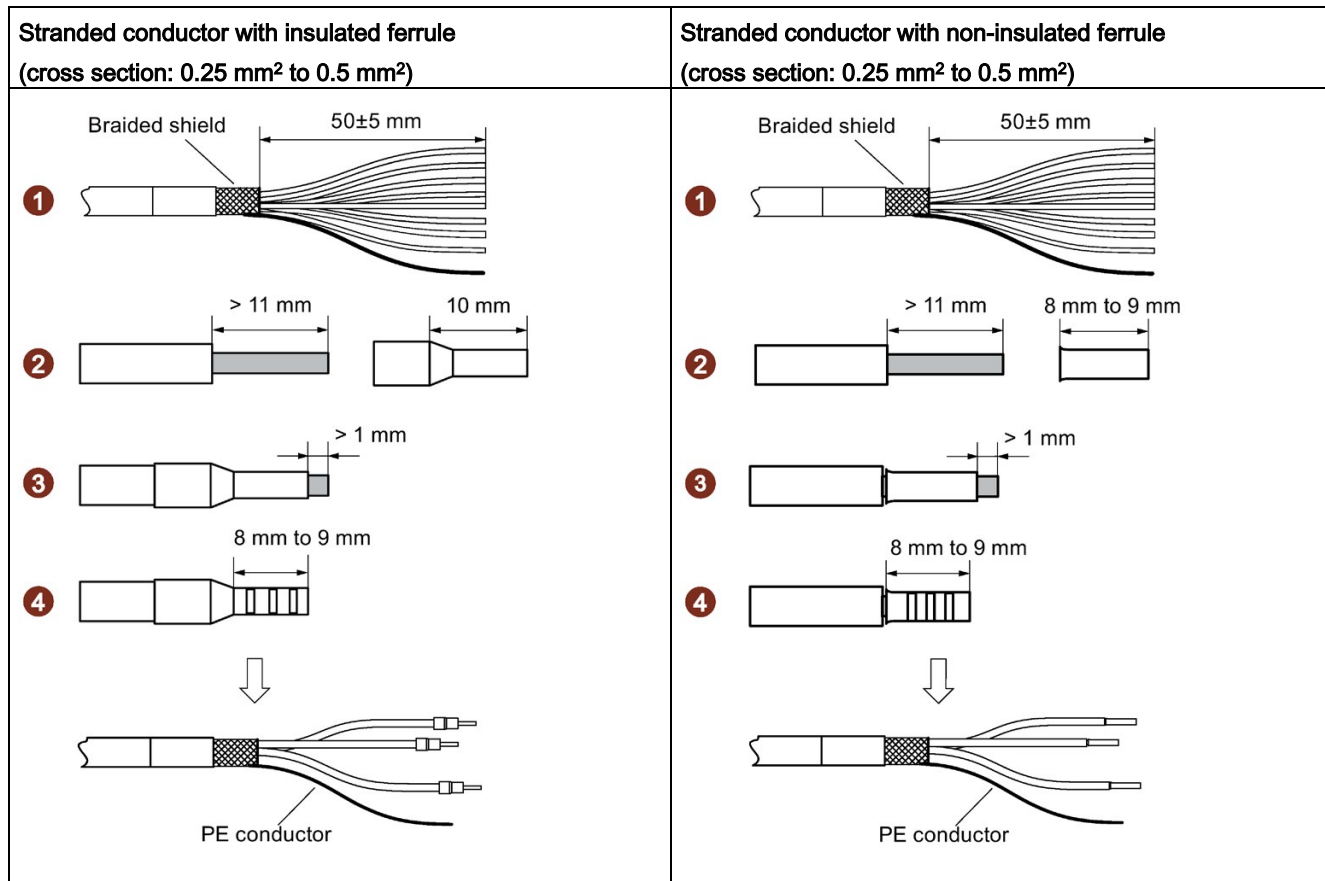 Stranded conductor with insulated ferrule
(cross section: 0.25 mm² to 0.5 mm²)
Braided shield
50±5 mm
1
> 11 mm
10 mm
2
> 1 mm
3
8 mm to 9 mm
4
PE conductor
Stranded conductor with non-insulated ferrule
(cross section: 0.25 mm² to 0.5 mm²)
Braided shield
50±5 mm
1
> 11 mm
8 mm to 9 mm
2
> 1 mm
3
8 mm to 9 mm
4
PE conductor